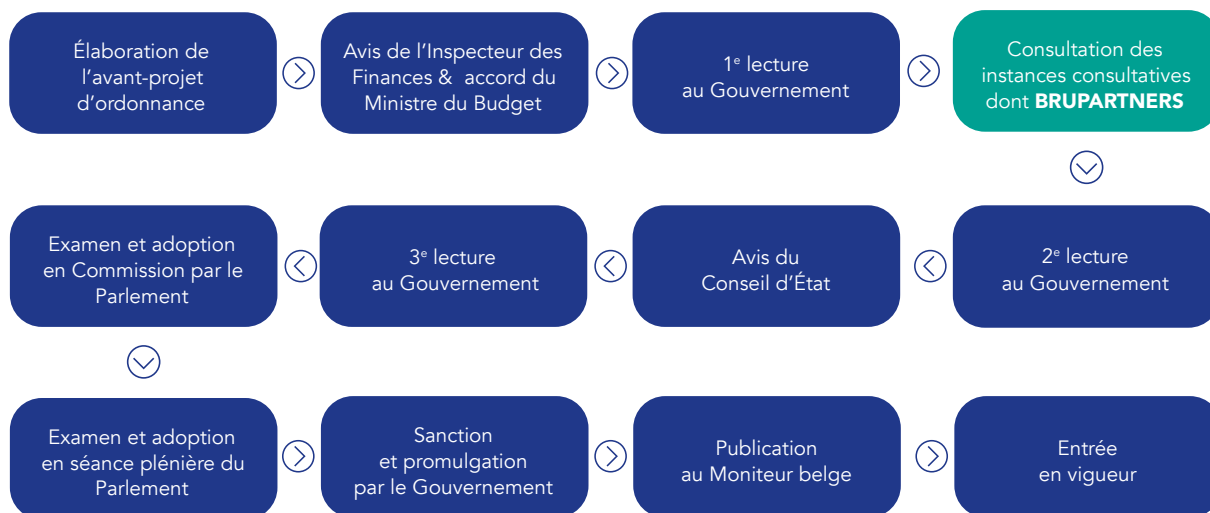 Élaboration de
l’avant-projet
d’ordonnance
Avis de l’Inspecteur des
Finances & accord du
Ministre du Budget
1e lecture
au Gouvernement
Consultation des
instances consultatives
dont BRUPARTNERS
2e lecture
au Gouvernement
Avis du
Conseil d’État
3e lecture
au Gouvernement
Examen et adoption
en Commission par le
Parlement
Examen et adoption
en séance plénière du
Parlement
Sanction
et promulgation
par le Gouvernement
Publication
au Moniteur belge
Entrée
en vigueur